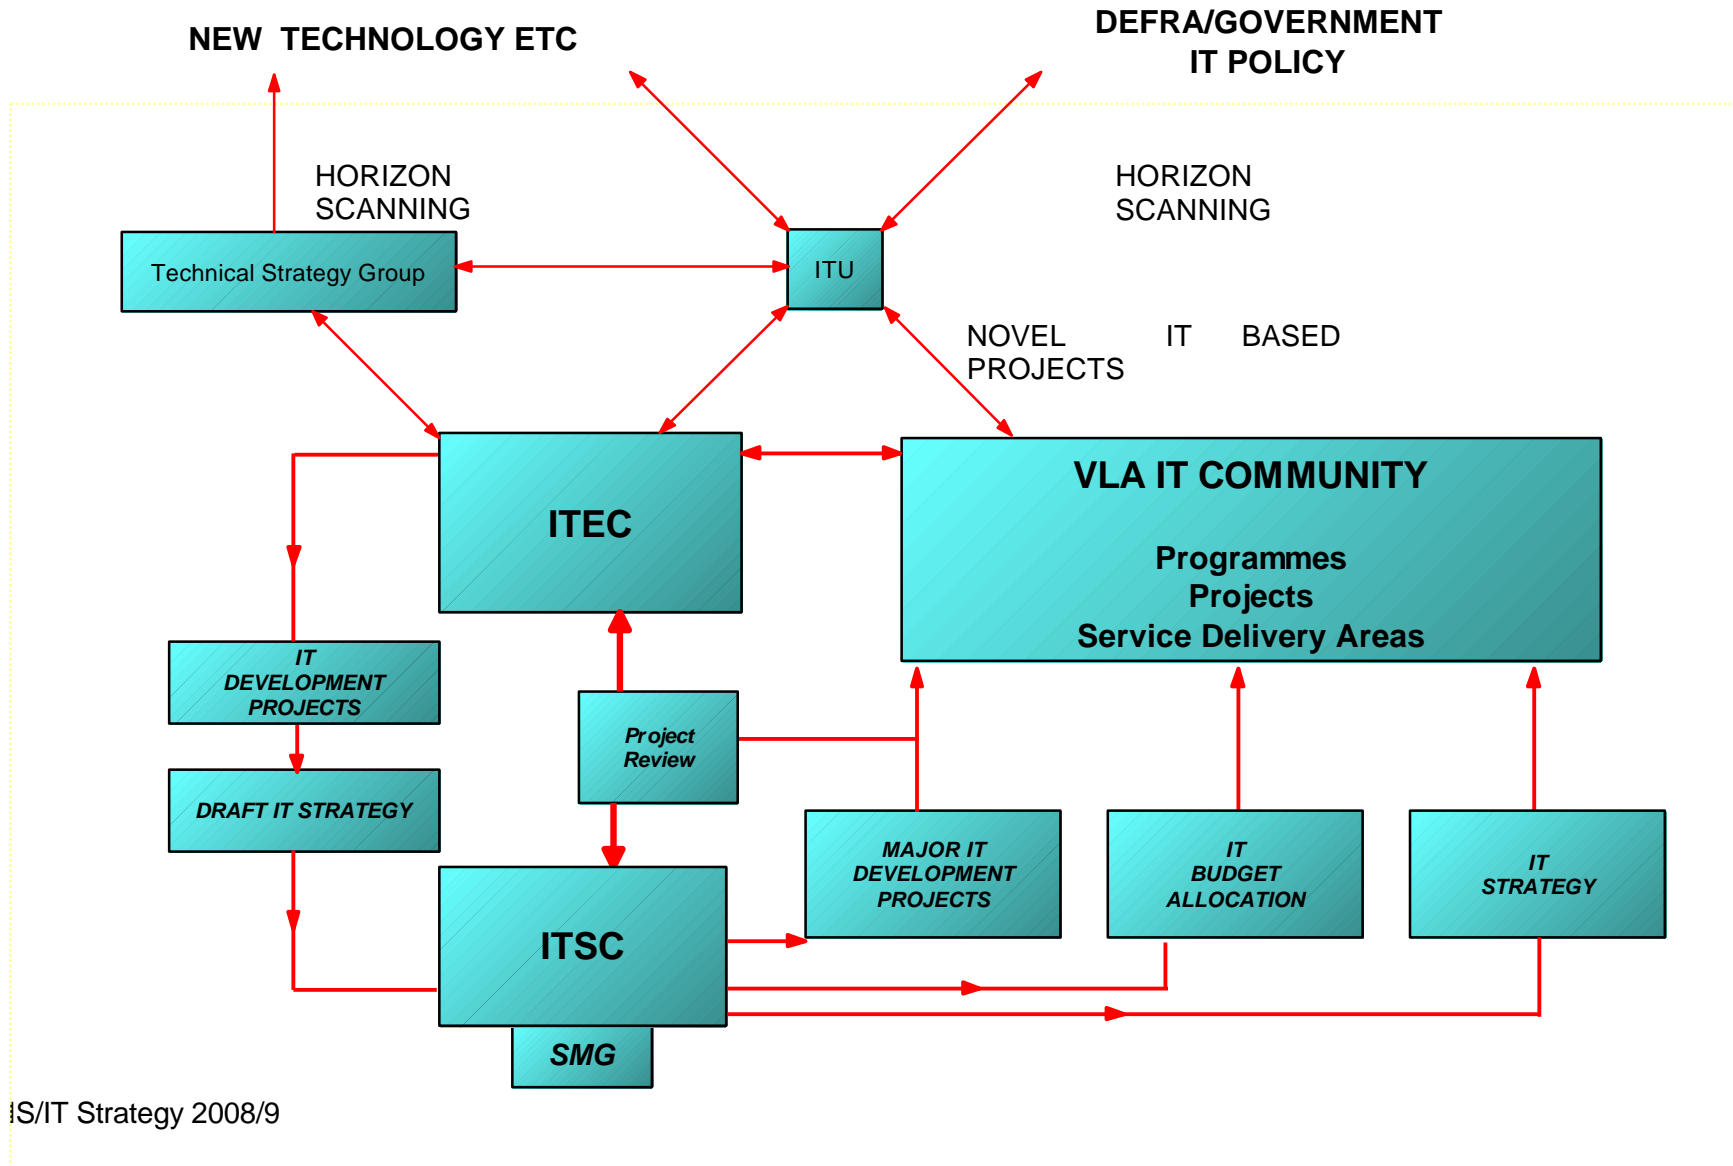 NEW TECHNOLOGY ETC
DEFRA/GOVERNMENT
IT POLICY
HORIZON
SCANNING
HORIZON
SCANNING
Technical Strategy Group
ITU
NOVEL IT BASED
PROJECTS
ITEC
VLA IT COMMUNITY
Programmes
Projects
Service Delivery Areas
IT
DEVELOPMENT
PROJECTS
Project
Review
DRAFT IT STRATEGY
MAJOR IT
DEVELOPMENT
PROJECTS
IT
BUDGET
ALLOCATION
IT
STRATEGY
ITSC
SMG
IS/IT Strategy 2008/9